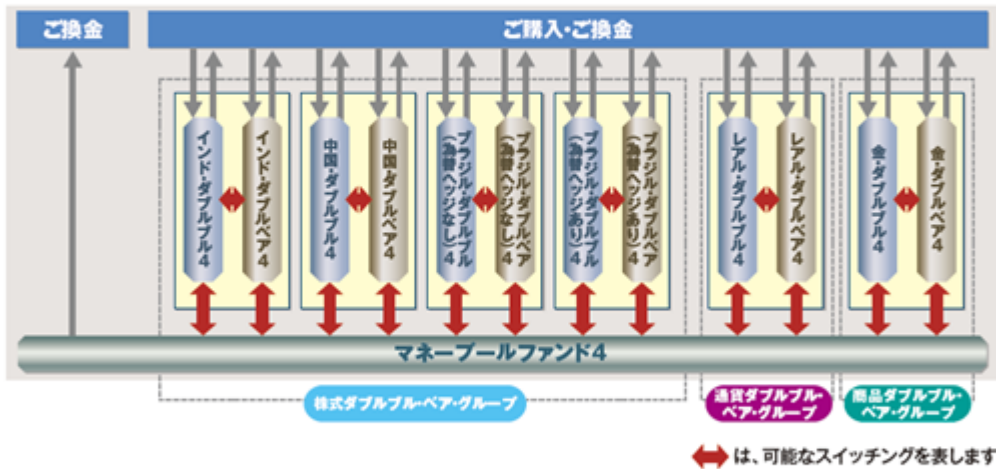 ご換金
ご購入・ご換金
インド・ダブルブル4
インド・ダブルベア4
中国・ダブルブル4
中国・ダブルベア4
ブラジル・ダブルブル
(為替ヘッジなし)4
ブラジル・ダブルベア
(為替ヘッジなし)4
ブラジル・ダブルブル
(為替ヘッジあり)4
ブラジル・ダブルベア
(為替ヘッジあり)4
レアル・ダブルブル4
レアル・ダブルベア4
金・ダブルブル4
金・ダブルベア4
マネープールファンド4
株式ダブルブル・ベア・グループ
通貨ダブルブル・
ベア・グループ
商品ダブルブル・
ベア・グループ
は、可能なスイッチングを表します